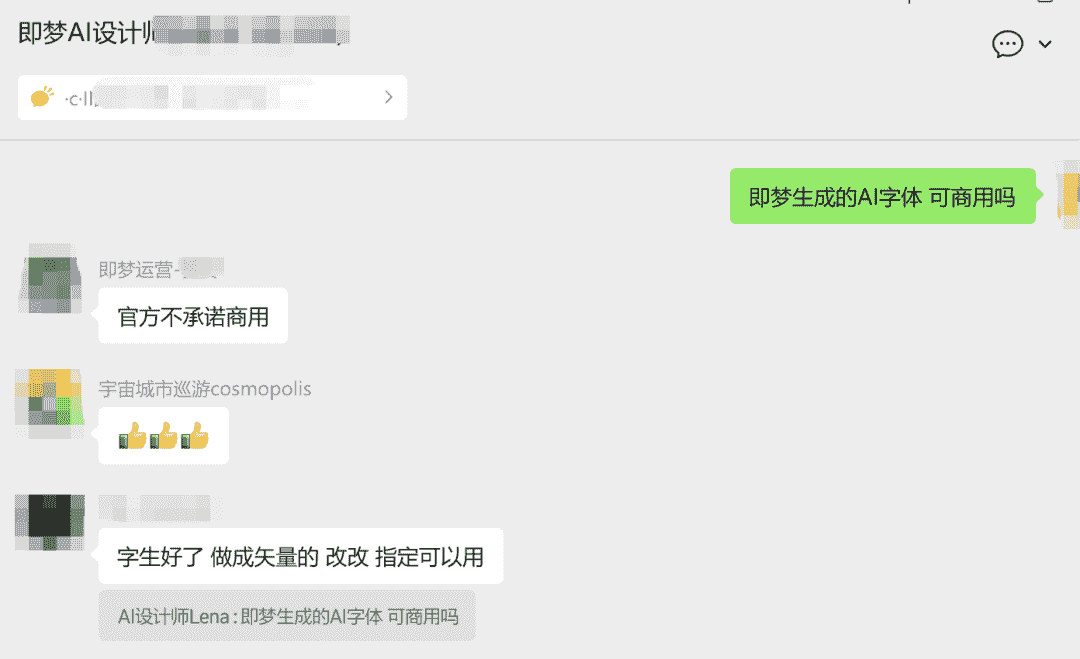 即梦AI设计师
·c·ll
即梦生成的AI字体 可商用吗
即梦运营-
官方不承诺商用
宇宙城市巡游cosmopolis
字生好了 做成矢量的 改改 指定可以用
AI设计师Lena:即梦生成的AI字体 可商用吗